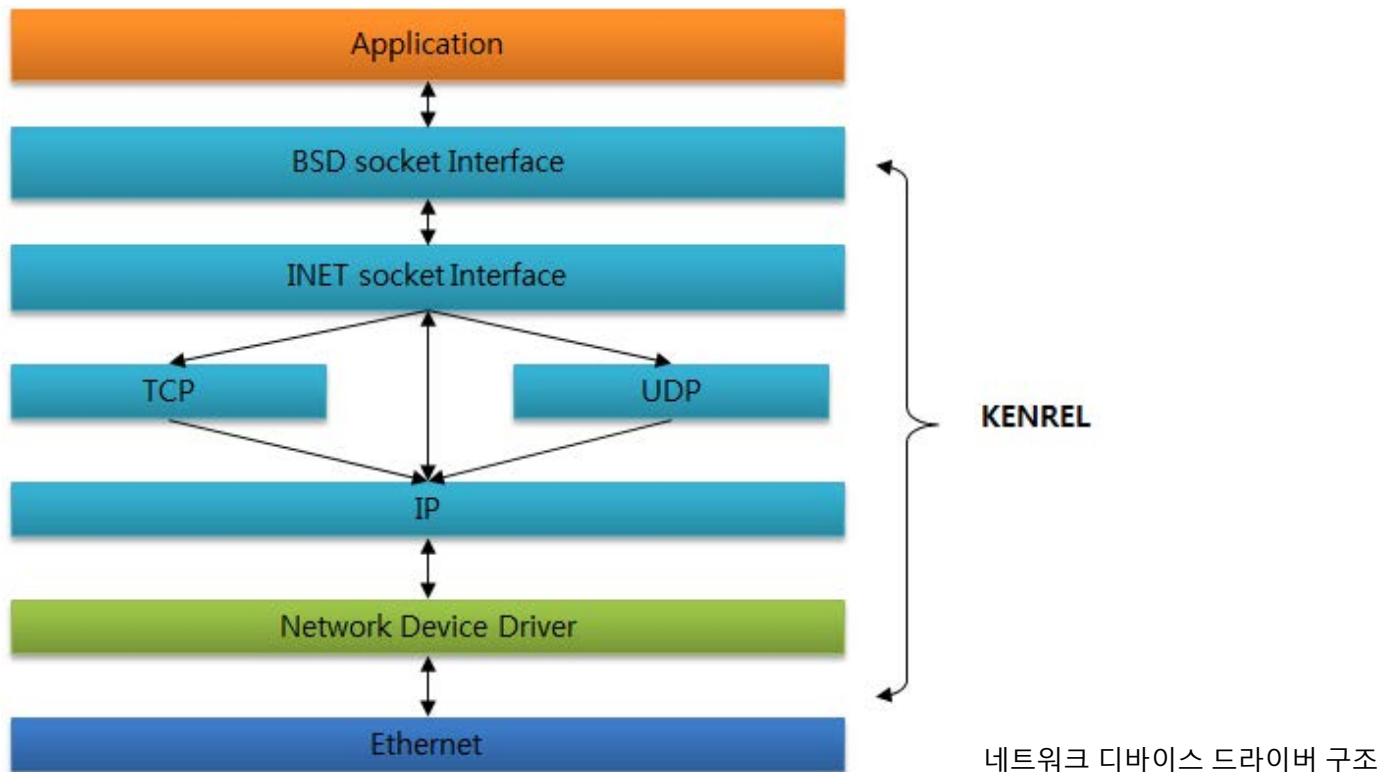 Application
BSD socket Interface
INET socket Interface
TCP
UDP
KENREL
IP
Network Device Driver
Ethernet
네트워크 디바이스 드라이버 구조